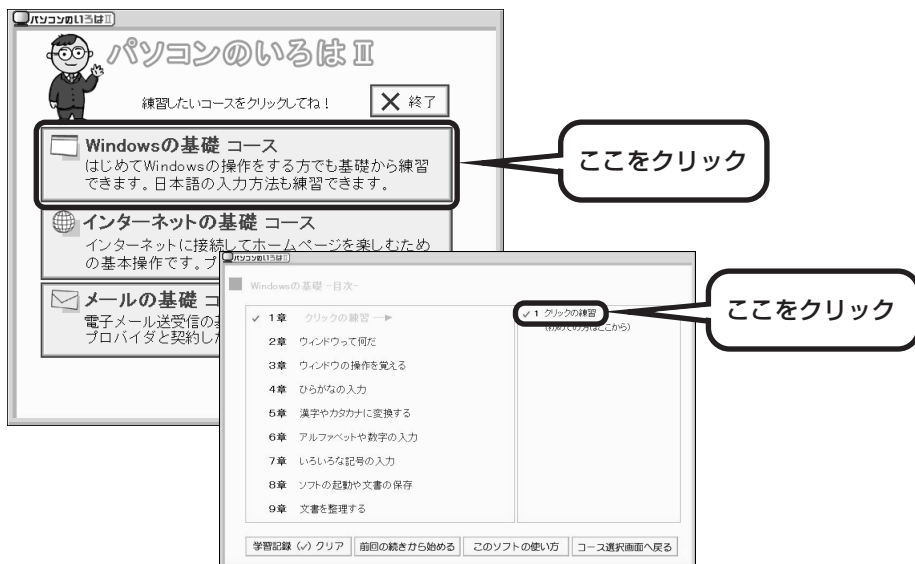 パソコンのいろはⅡ
パソコンのいろはⅡ
練習したいコースをクリックしてね！
× 終了
Windowsの基礎 コース
はじめてWindowsの操作をする方でも基礎から練習
できます。日本語の入力方法も練習できます。
ここをクリック
インターネットの基礎 コース
インターネットに接続してホームページを楽しむため
の基本操作です。プ
メールの基礎 コ
電子メール送受信の
プロバイダと契約した
パソコンのいろはⅡ
Windowsの基礎 -目次-
✓ 1章 クリックの練習
2章 ウィンドウって何だ
3章 ウィンドウの操作を覚える
4章 ひらがなの入力
5章 漢字やカタカナに変換する
6章 アルファベットや数字の入力
7章 いろいろな記号の入力
8章 ソフトの起動や文書の保存
9章 文書を整理する
✓ 1 クリックの練習
(初めての方はここから)
ここをクリック
学習記録（✓）クリア
前回の続きから始める
このソフトの使い方
コース選択画面へ戻る